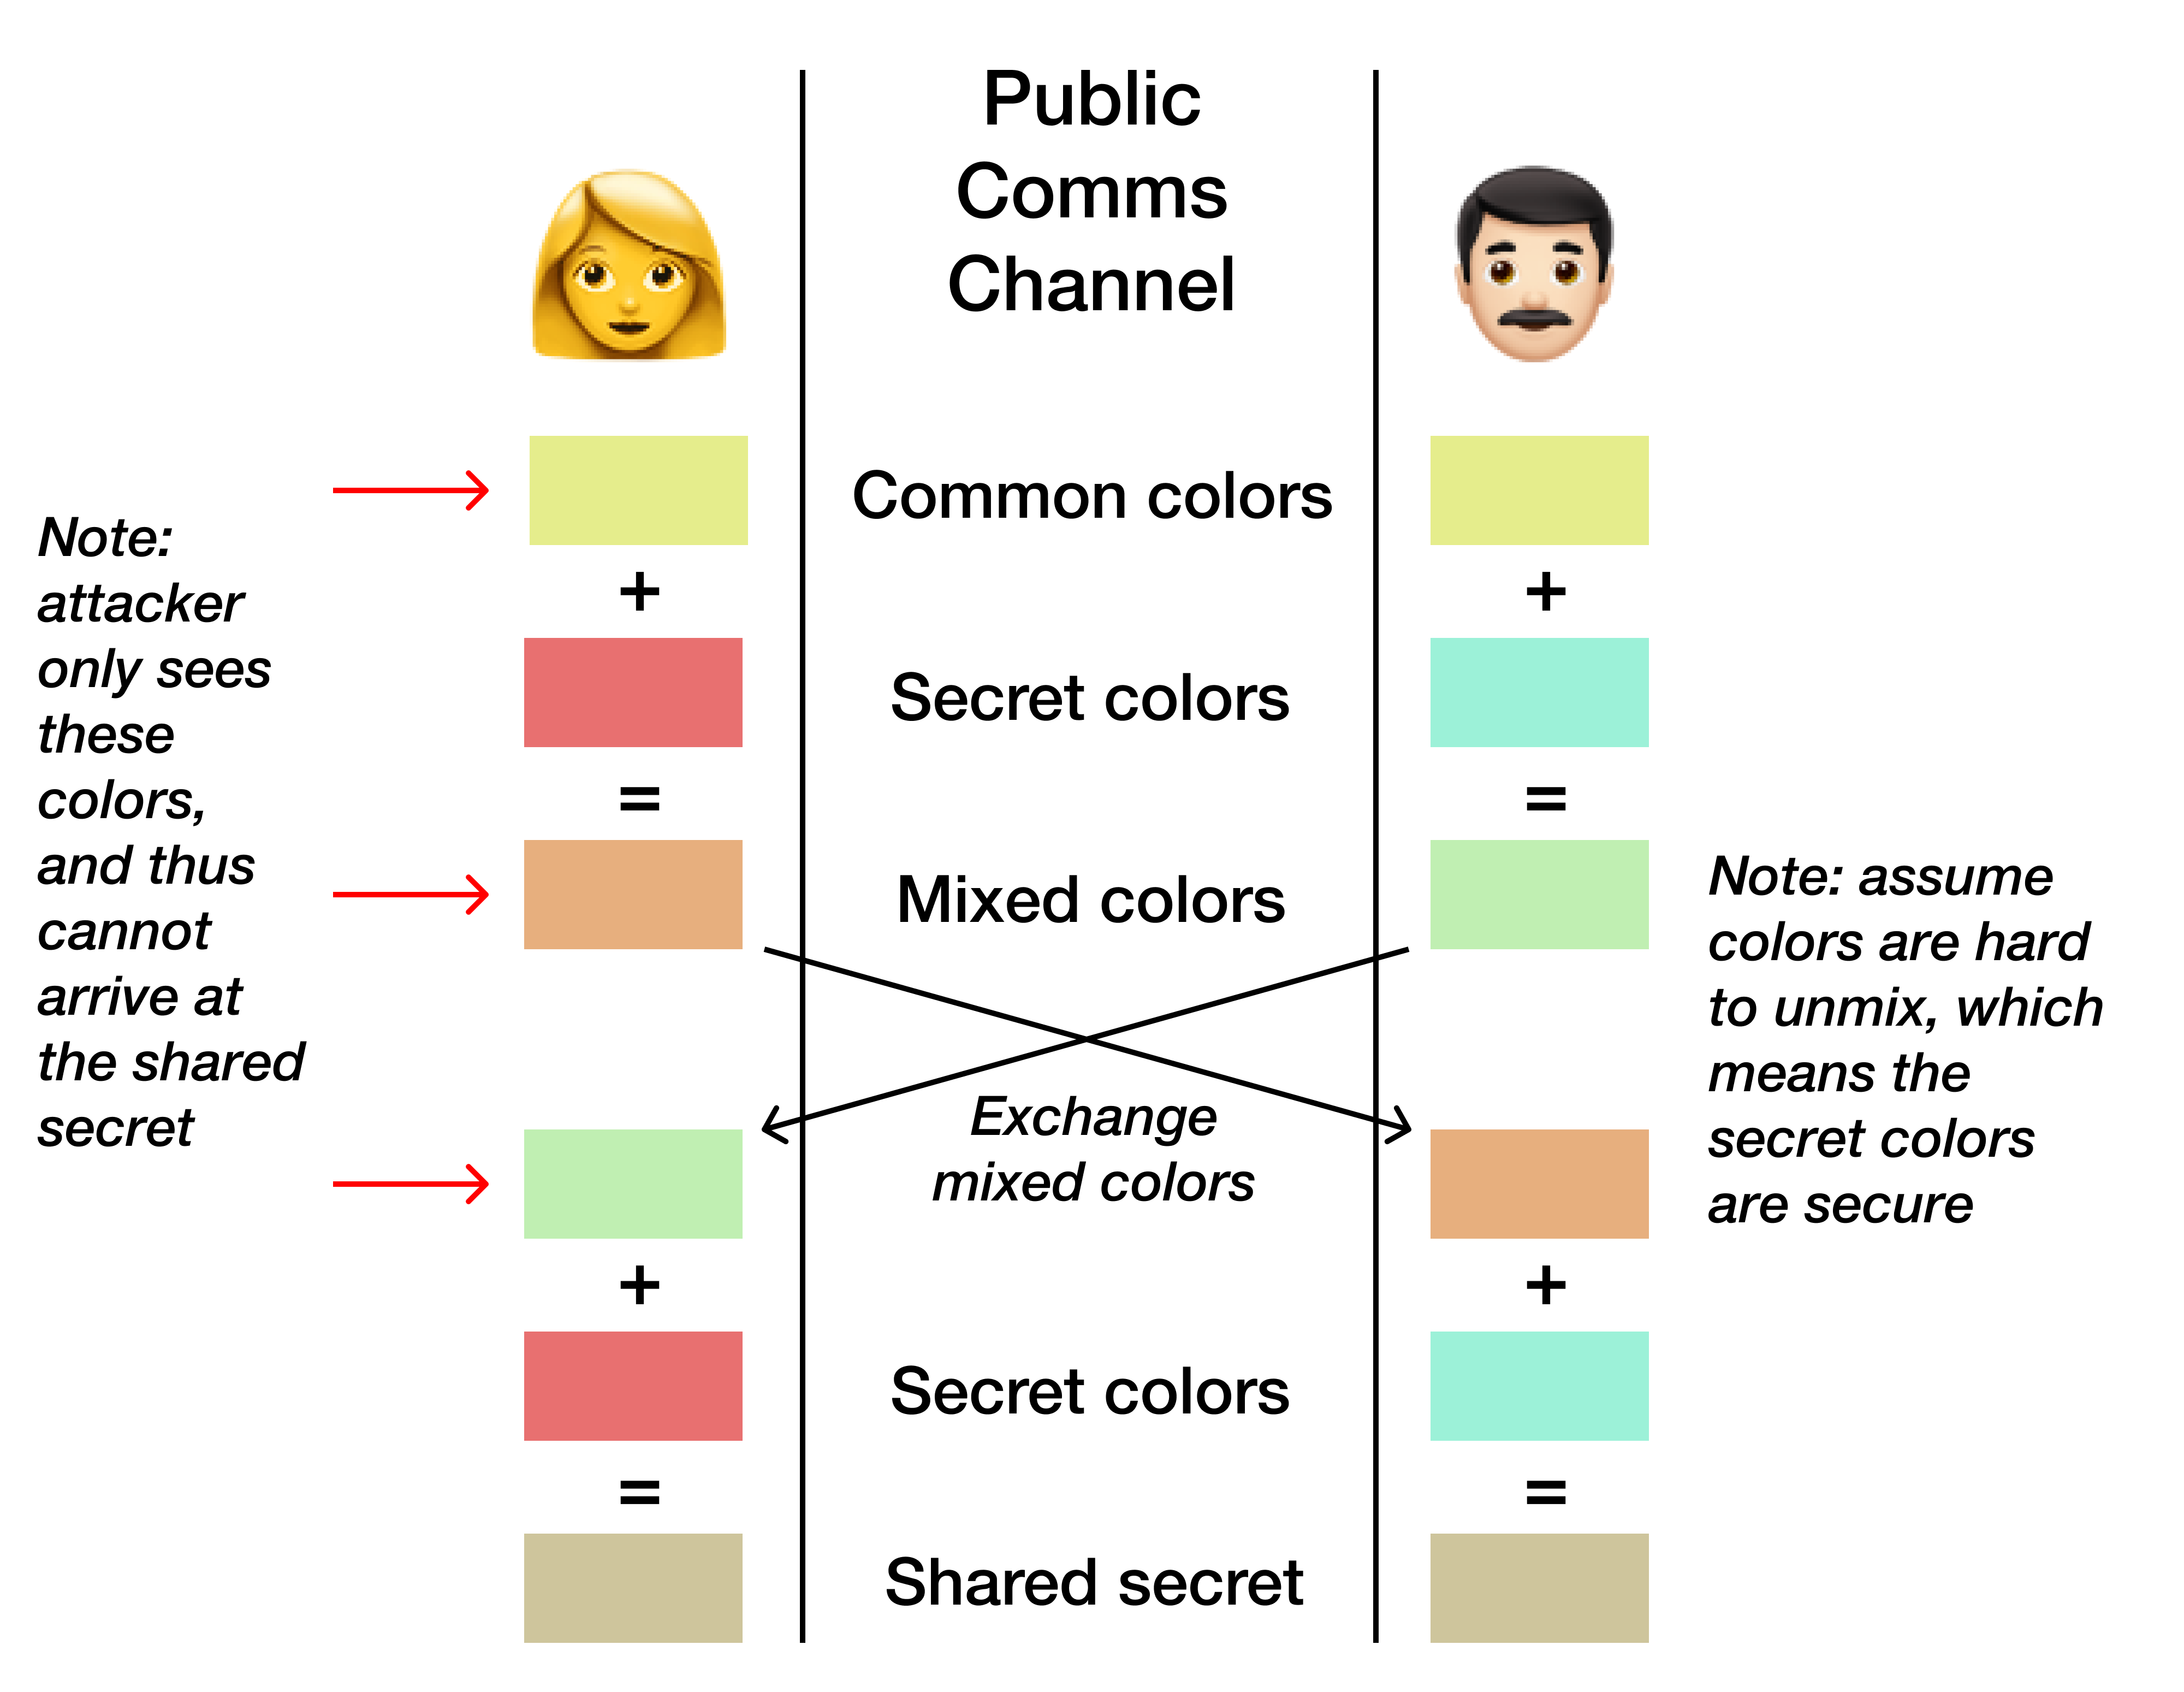 Public
Comms
Channel
Common colors
+
+
Note:
attacker
only sees
these
colors,
and thus
cannot
arrive at
the shared
secret
Secret colors
=
=
Mixed colors
Note: assume
colors are hard
to unmix, which
means the
secret colors
are secure
Exchange
mixed colors
+
+
Secret colors
=
=
Shared secret